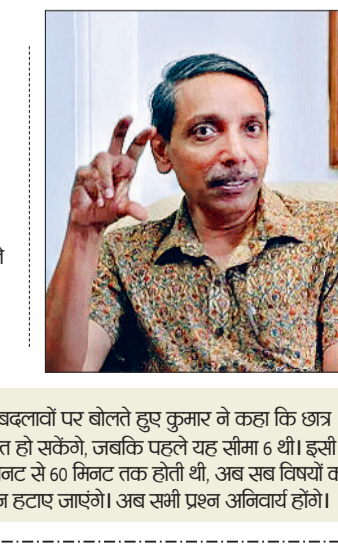 बदलावों पर बोलते हुए कुमार ने कहा कि छात्र
हो सकेंगे, जबकि पहले यह सीमा 6 थी। इसी
से 60 मिनट तक होती थी, अब सब विषयों
हटाए जाएंगे। अब सभी प्रश्न अनिवार्य होंगे।